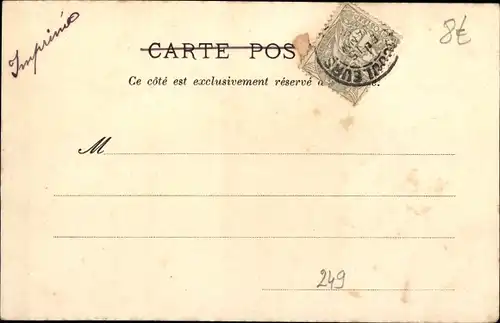 Imprimé
CARTE POS
8€
Ce côté est exclusivement réservé à
M
249